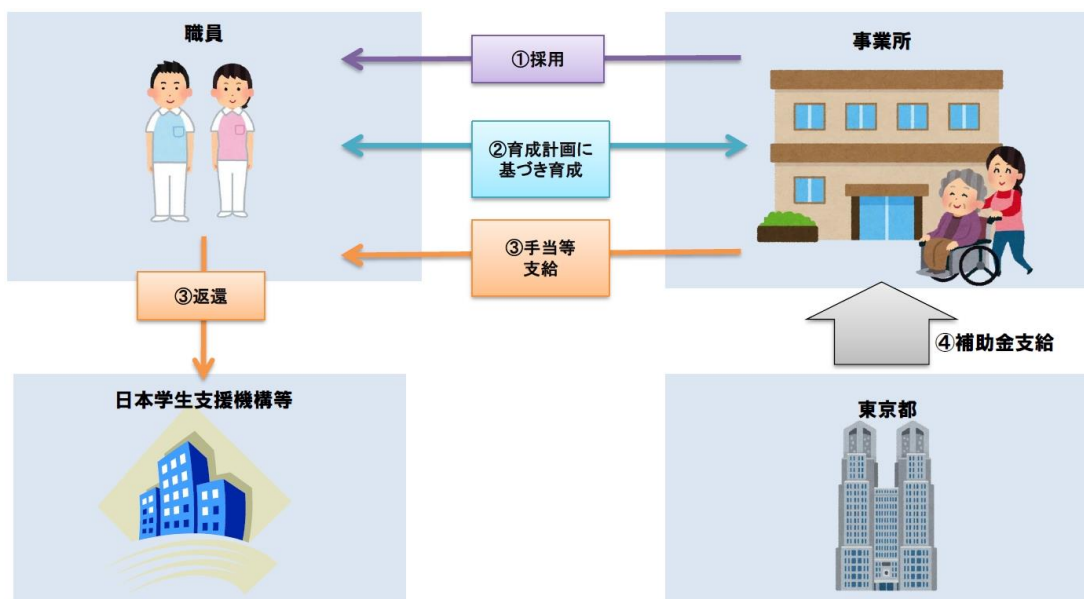 職員
事業所
①採用
②育成計画に
基づき育成
③手当等
支給
③返還
④補助金支給
日本学生支援機構等
東京都